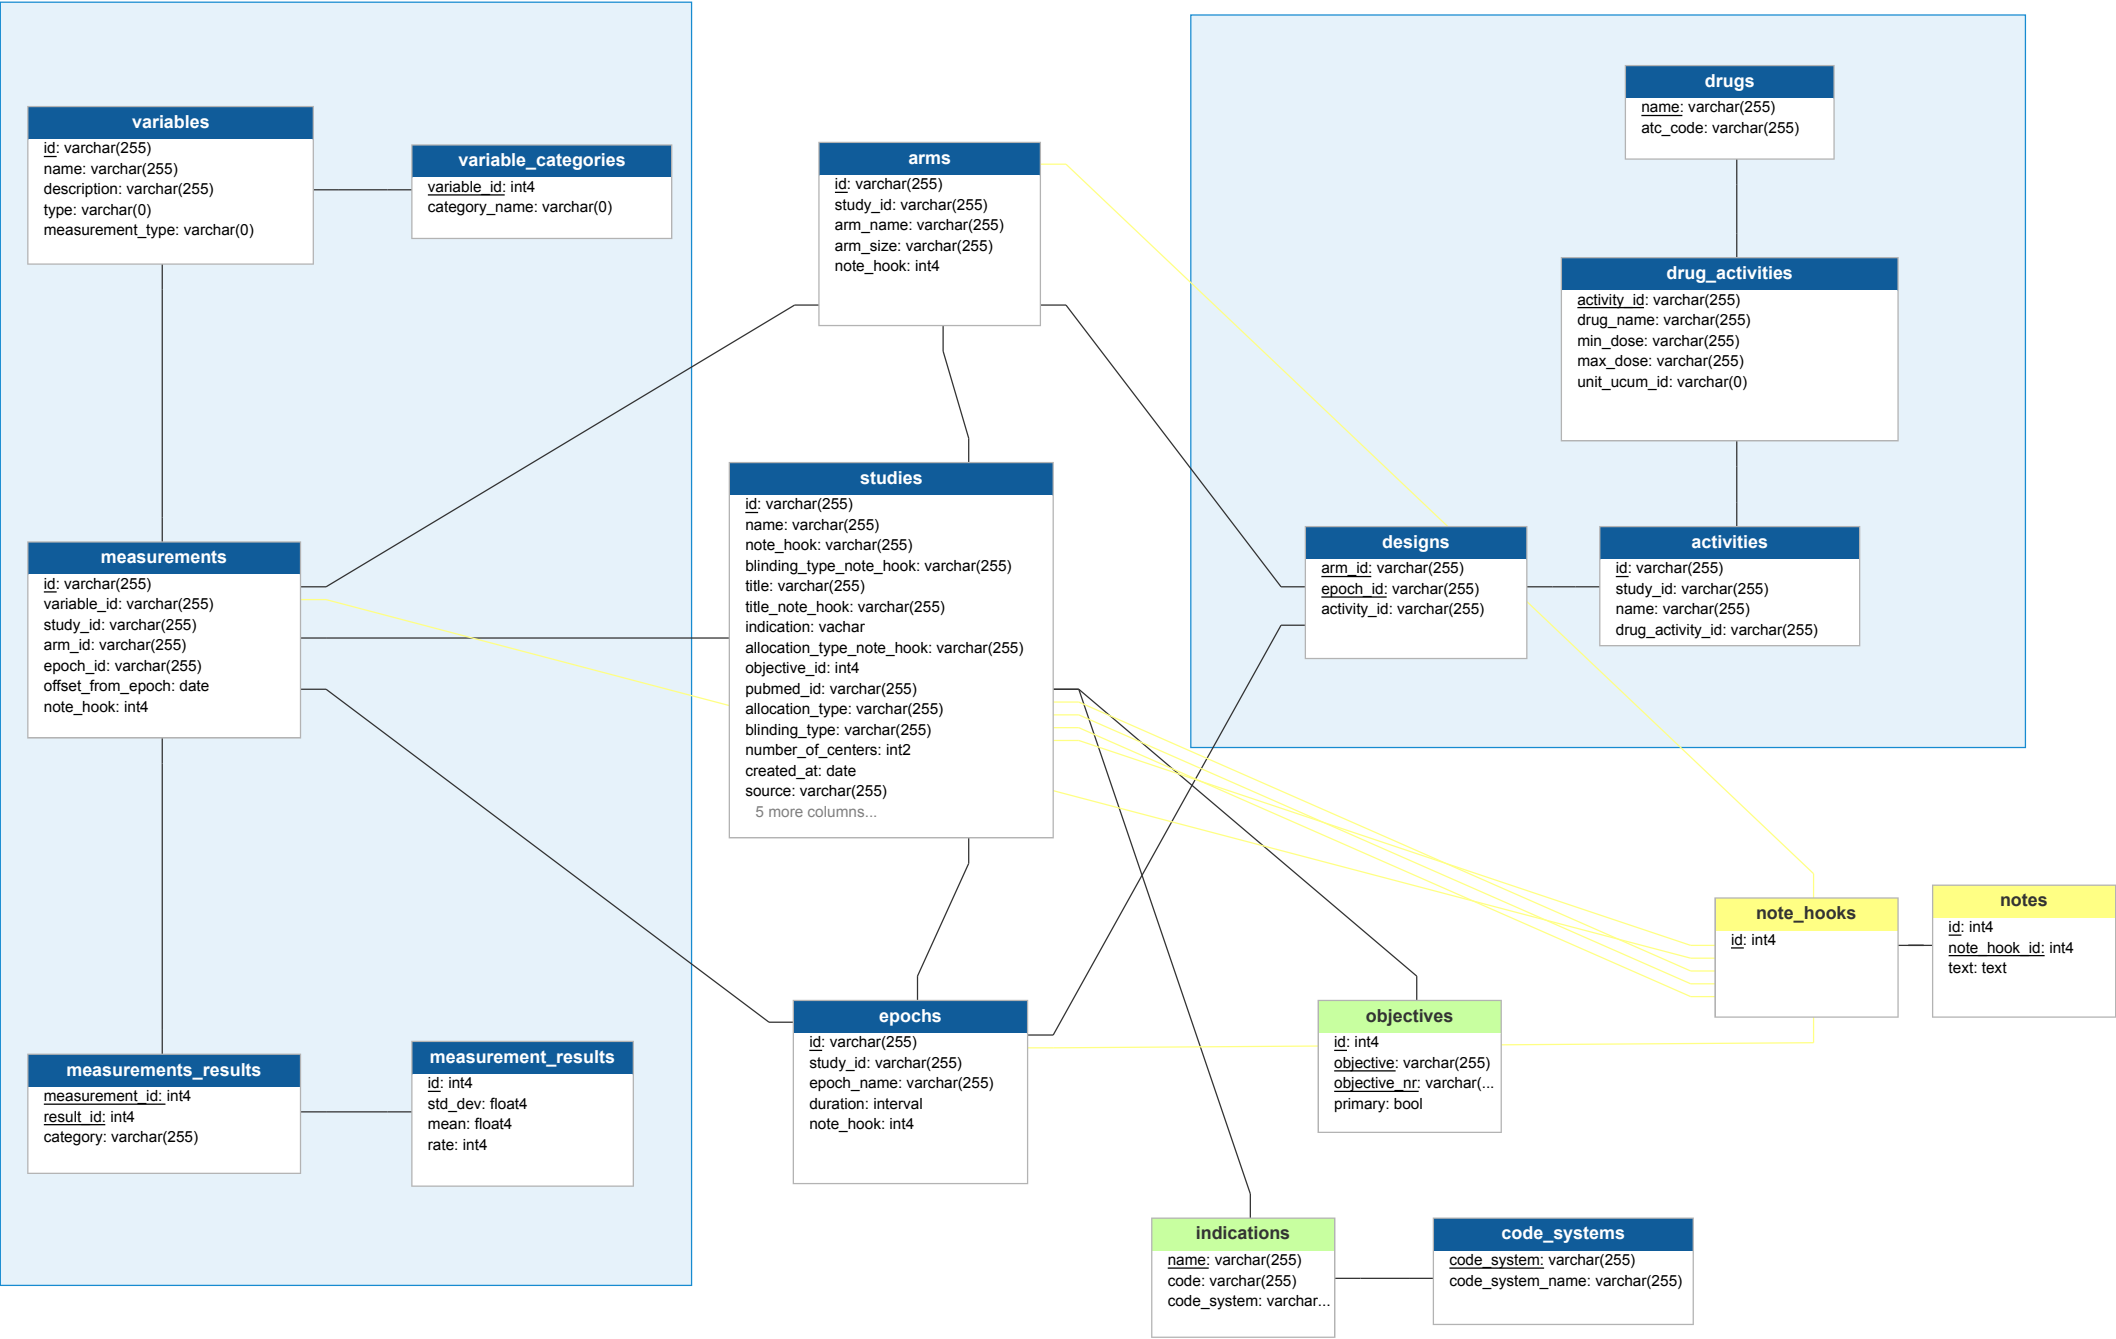 variables
id: varchar(255)
name: varchar(255)
description: varchar(255)
type: varchar(0)
measurement_type: varchar(0)
variable_categories
variable_id: int4
category_name: varchar(0)
arms
id: varchar(255)
study_id: varchar(255)
arm_name: varchar(255)
arm_size: varchar(255)
note_hook: int4
drugs
name: varchar(255)
atc_code: varchar(255)
drug_activities
activity_id: varchar(255)
drug_name: varchar(255)
min_dose: varchar(255)
max_dose: varchar(255)
unit_ucum_id: varchar(0)
measurements
id: varchar(255)
variable_id: varchar(255)
study_id: varchar(255)
arm_id: varchar(255)
epoch_id: varchar(255)
offset_from_epoch: date
note_hook: int4
studies
id: varchar(255)
name: varchar(255)
note_hook: varchar(255)
blinding_type_note_hook: varchar(255)
title: varchar(255)
title_note_hook: varchar(255)
indication: vachar
allocation_type_note_hook: varchar(255)
objective_id: int4
pubmed_id: varchar(255)
allocation_type: varchar(255)
blinding_type: varchar(255)
number_of_centers: int2
created_at: date
source: varchar(255)
5 more columns...
designs
arm_id: varchar(255)
epoch_id: varchar(255)
activity_id: varchar(255)
activities
id: varchar(255)
study_id: varchar(255)
name: varchar(255)
drug_activity_id: varchar(255)
note_hooks
id: int4
notes
id: int4
note_hook_id: int4
text: text
measurements_results
measurement_id: int4
result_id: int4
category: varchar(255)
measurement_results
id: int4
std_dev: float4
mean: float4
rate: int4
epochs
id: varchar(255)
study_id: varchar(255)
epoch_name: varchar(255)
duration: interval
note_hook: int4
objectives
id: int4
objective: varchar(255)
objective_nr: varchar(...
primary: bool
indications
name: varchar(255)
code: varchar(255)
code_system: varchar...
code_systems
code_system: varchar(255)
code_system_name: varchar(255)